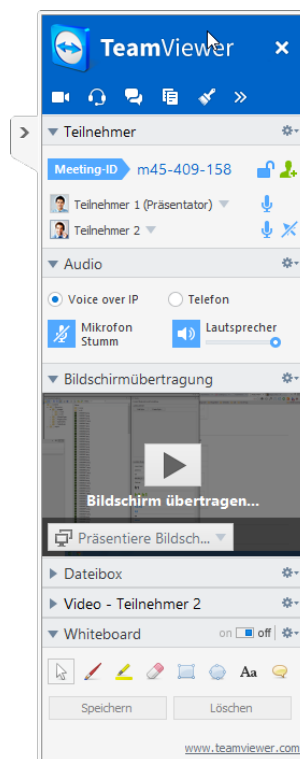 TeamViewer
Teilnehmer
Meeting-ID m45-409-158
Teilnehmer 1 (Präsentator)
Teilnehmer 2
Audio
Voice over IP Telefon
Mikrofon Stumm
Lautsprecher
Bildschirmübertragung
Bildschirm übertragen...
Präsentiere Bildsch...
Dateibox
Video - Teilnehmer 2
Whiteboard on off
Aa
Speichern Löschen
www.teamviewer.com